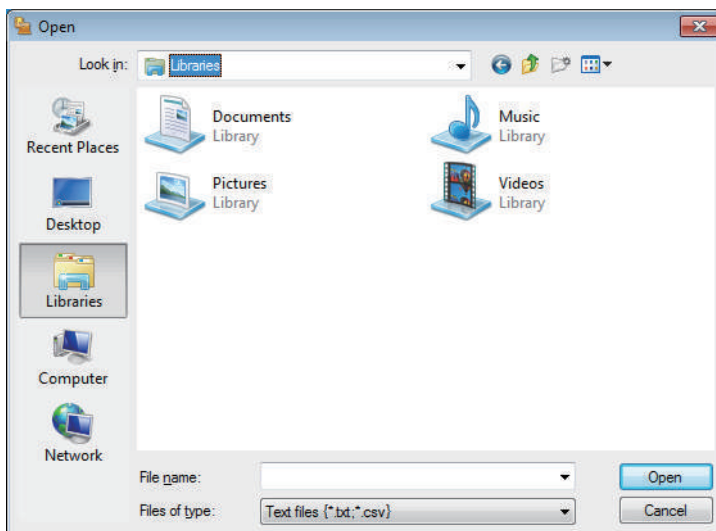 Open
Look in: Libraries
Recent Places
Desktop
Libraries
Computer
Network
Documents
Library
Music
Library
Pictures
Library
Videos
Library
File name:
Open
Files of type: Text files {*.txt;*.csv}
Cancel